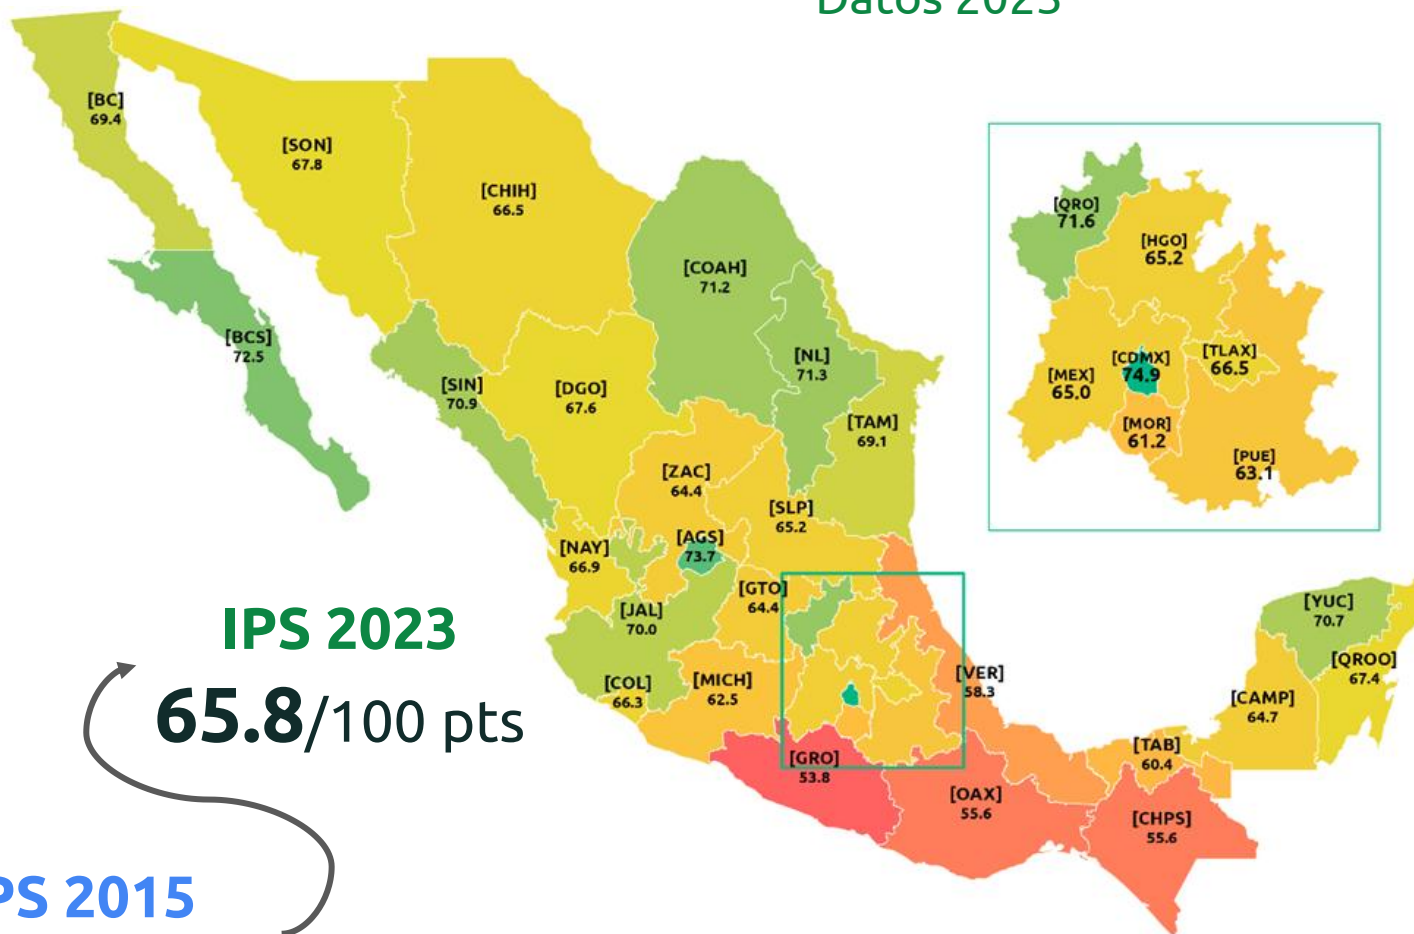 Datos 2023
[BC]
69.4
[SON]
67.8
[CHIH]
66.5
[COAH]
71.2
[BCS]
72.5
[NL]
71.3
[SIN]
70.9
[DGO]
67.6
[TAM]
69.1
[ZAC]
64.4
[SLP]
65.2
[AGS]
73.7
[NAY]
66.9
[GTO]
64.4
[JAL]
70.0
[COL]
66.3
[MICH]
62.5
[VER]
58.3
[GRO]
53.8
[OAX]
55.6
[CHPS]
55.6
[TAB]
60.4
[CAMP]
64.7
[YUC]
70.7
[QROO]
67.4
[QRO]
71.6
[HGO]
65.2
[CDMX]
74.9
[TLAX]
66.5
[MEX]
65.0
[MOR]
61.2
[PUE]
63.1
IPS 2023
65.8/100 pts
PS 2015